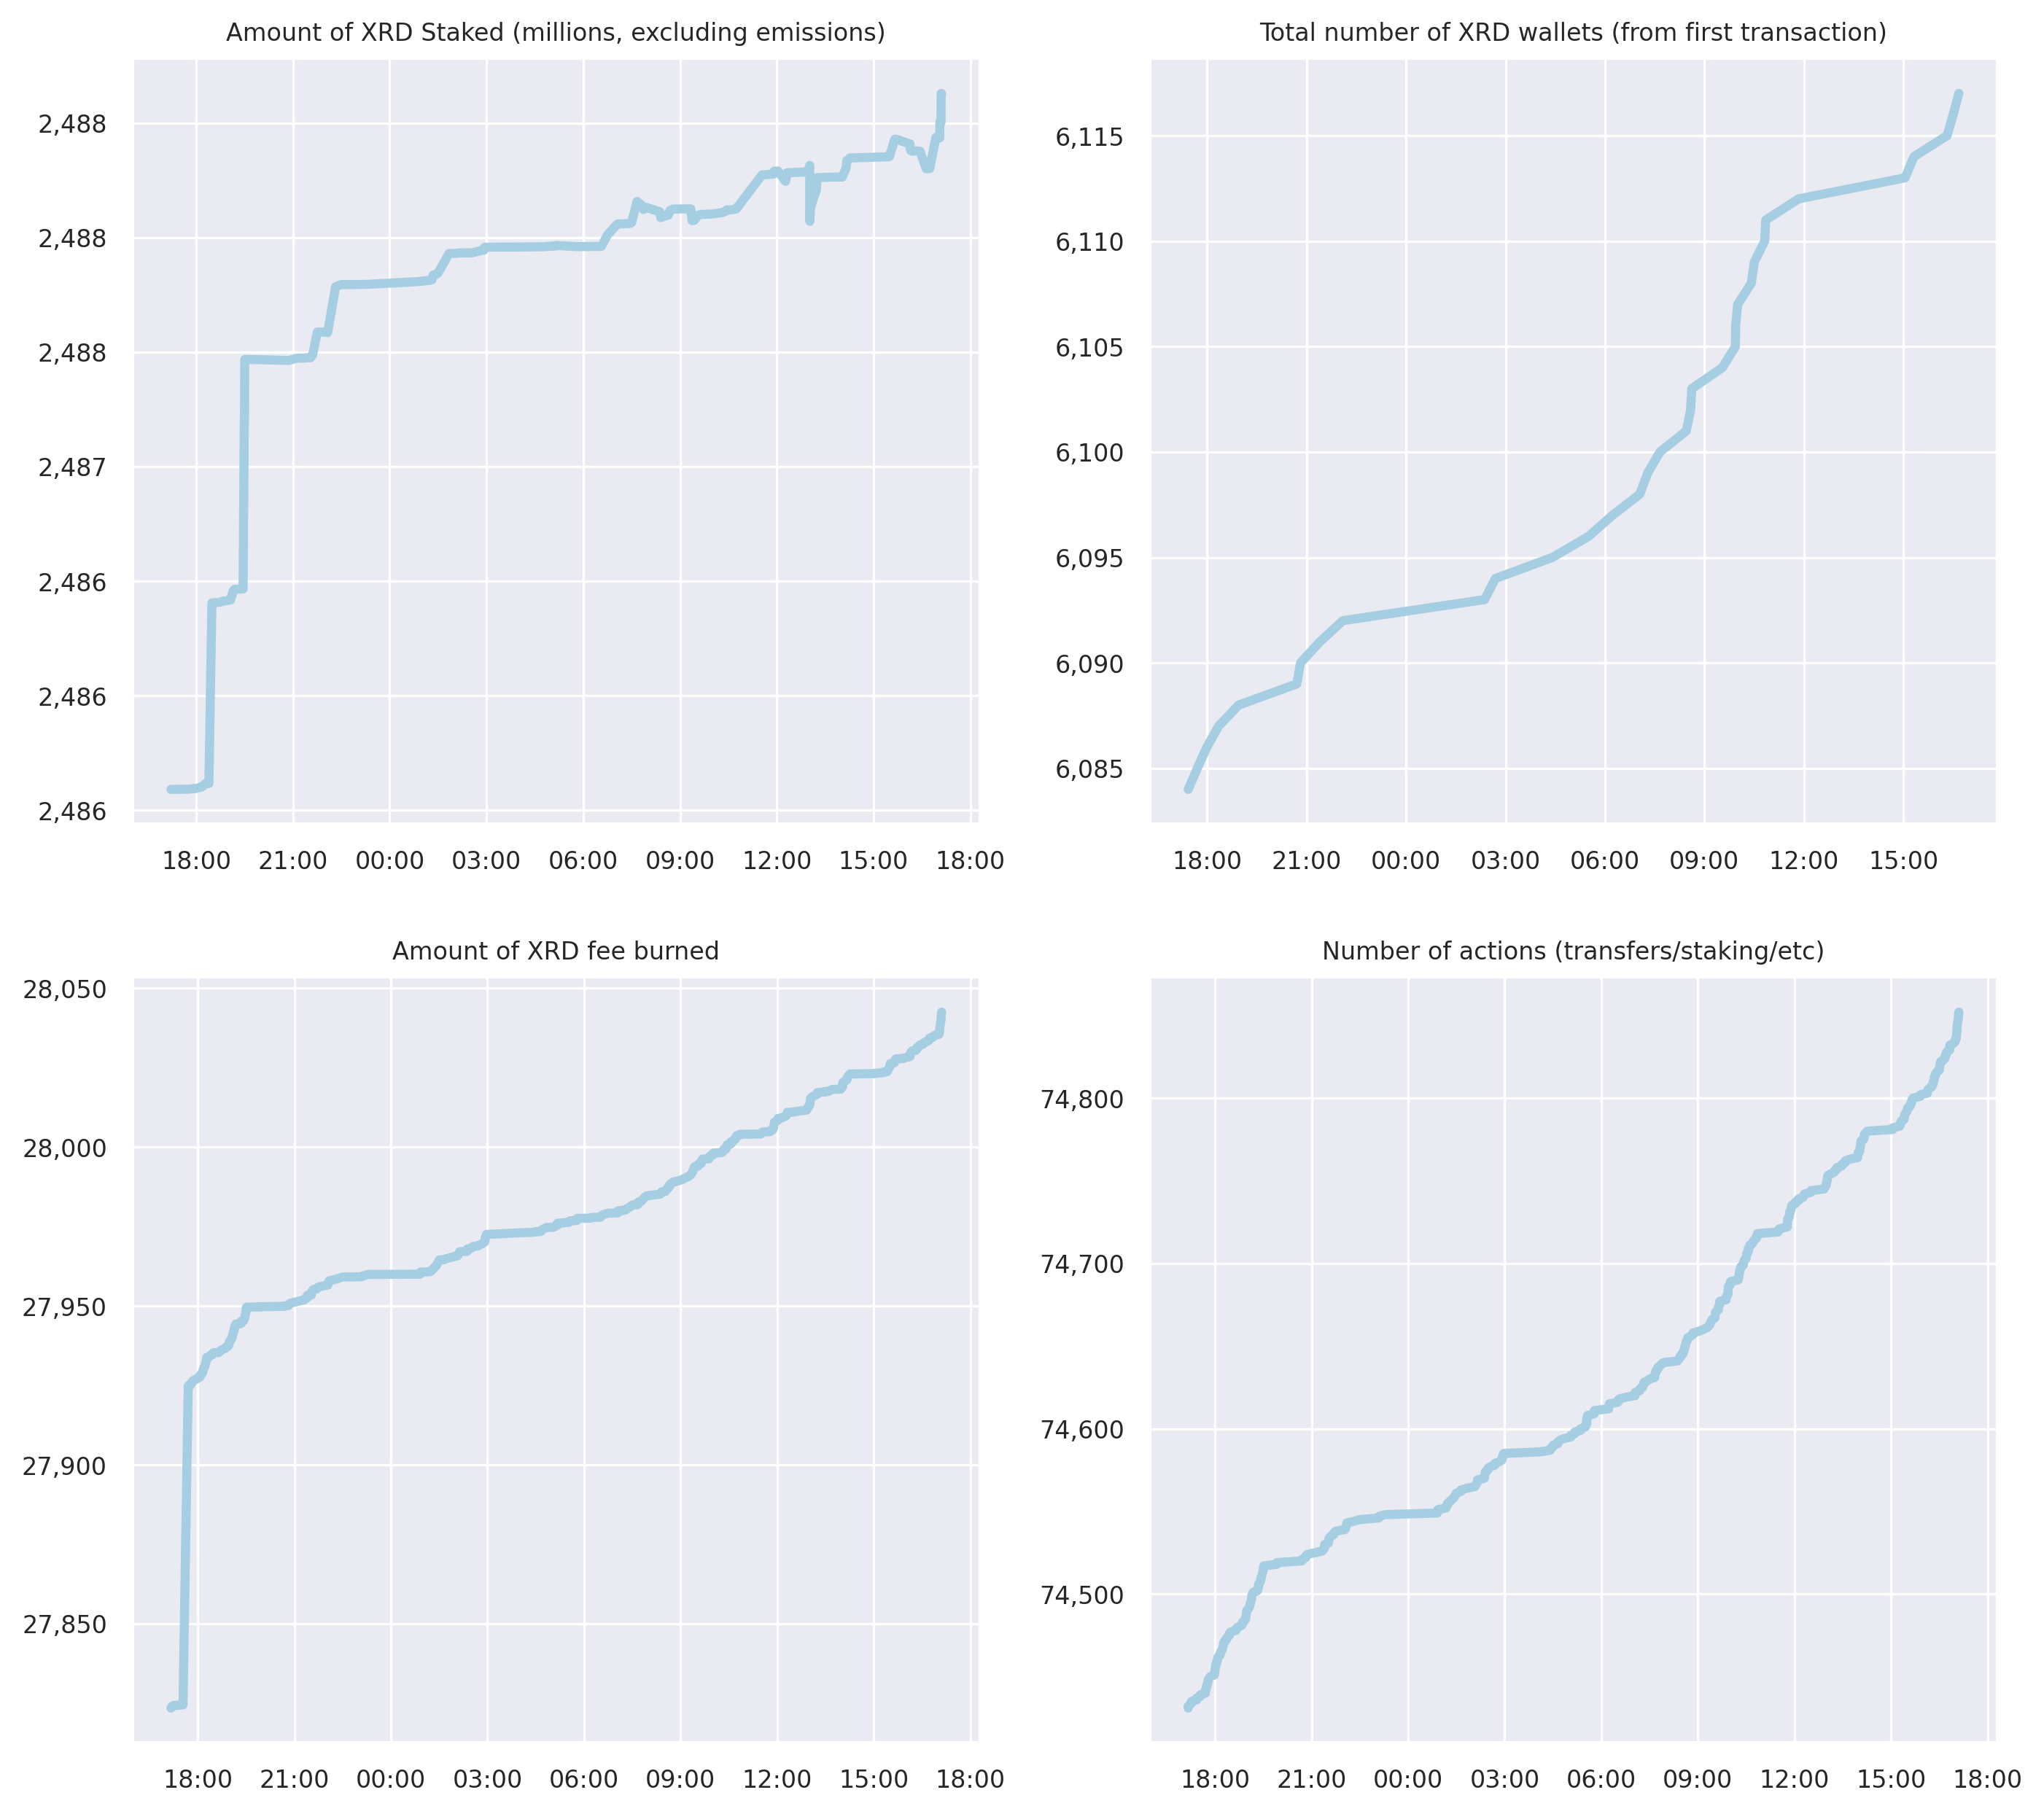 Amount of XRD Staked (millions, excluding emissions)
2,488
2,488
2,488
2,487
2,486
2,486
2,486
18:00 21:00 00:00 03:00 06:00 09:00 12:00 15:00 18:00
Total number of XRD wallets (from first transaction)
6,115
6,110
6,105
6,100
6,095
6,090
6,085
18:00 21:00 00:00 03:00 06:00 09:00 12:00 15:00
Amount of XRD fee burned
28,050
28,000
27,950
27,900
27,850
18:00 21:00 00:00 03:00 06:00 09:00 12:00 15:00 18:00
Number of actions (transfers/staking/etc)
74,800
74,700
74,600
74,500
18:00 21:00 00:00 03:00 06:00 09:00 12:00 15:00 18:00